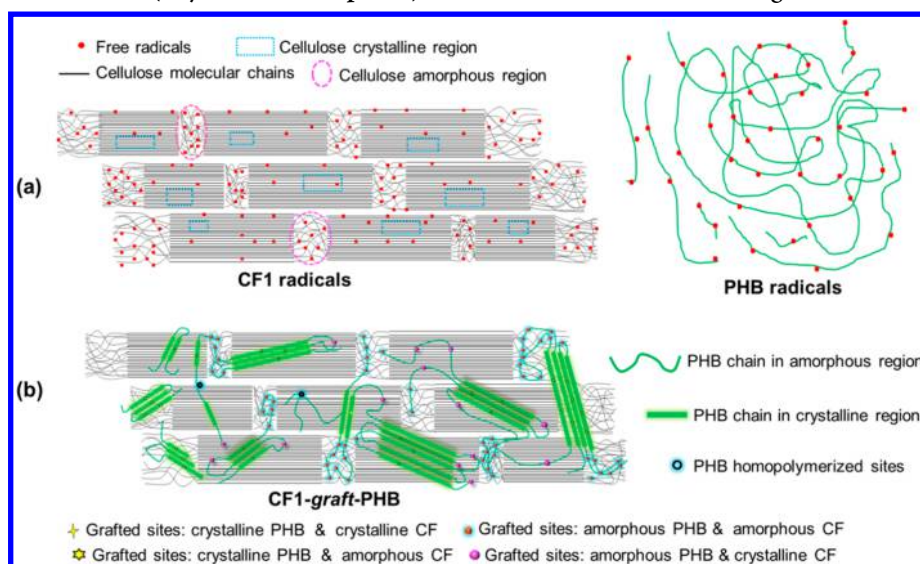 Free radicals
Cellulose crystalline region
Cellulose molecular chains
Cellulose amorphous region
(a)
CF1 radicals
PHB radicals
(b)
PHB chain in amorphous region
PHB chain in crystalline region
PHB homopolymerized sites
CF1-graft-PHB
Grafted sites: crystalline PHB & crystalline CF
Grafted sites: amorphous PHB & amorphous CF
Grafted sites: crystalline PHB & amorphous CF
Grafted sites: amorphous PHB & crystalline CF